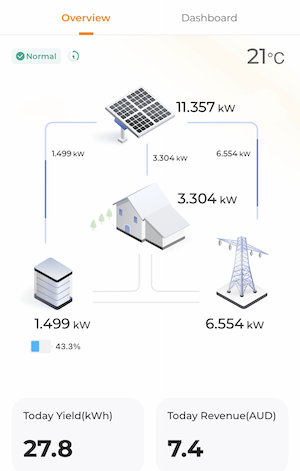 Overview Dashboard
Normal 21°C
11.357 kW
1.499 kW 3.304 kW 6.554 kW
3.304 kW
1.499 kW 6.554 kW
43.3%
Today Yield(kWh) Today Revenue(AUD)
27.8 7.4